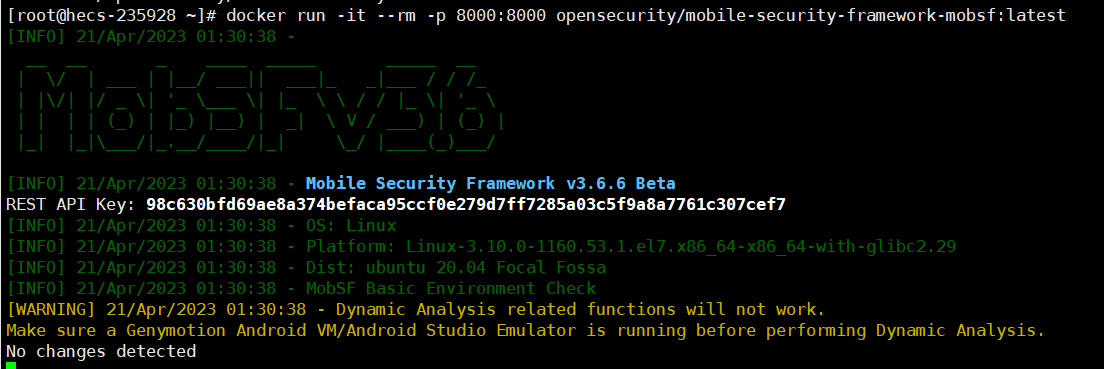 [root@hecs-235928 ~]# docker run -it --rm -p 8000:8000 opensecurity/mobile-security-framework-mobsf:latest
[INFO] 21/Apr/2023 01:30:38 -
MobSF v3.6
[INFO] 21/Apr/2023 01:30:38 - Mobile Security Framework v3.6.6 Beta
REST API Key: 98c630bfd69ae8a374befaca95ccf0e279d7ff7285a03c5f9a8a7761c307cef7
[INFO] 21/Apr/2023 01:30:38 - OS: Linux
[INFO] 21/Apr/2023 01:30:38 - Platform: Linux-3.10.0-1160.53.1.el7.x86_64-x86_64-with-glibc2.29
[INFO] 21/Apr/2023 01:30:38 - Dist: ubuntu 20.04 Focal Fossa
[INFO] 21/Apr/2023 01:30:38 - MobSF Basic Environment Check
[WARNING] 21/Apr/2023 01:30:38 - Dynamic Analysis related functions will not work.
Make sure a Genymotion Android VM/Android Studio Emulator is running before performing Dynamic Analysis.
No changes detected